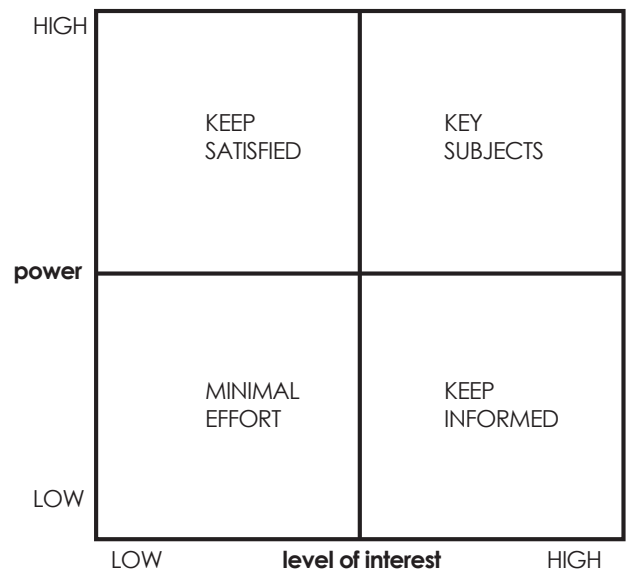 HIGH
KEEP
SATISFIED
KEY
SUBJECTS
power
MINIMAL
EFFORT
KEEP
INFORMED
LOW
LOW
level of interest
HIGH